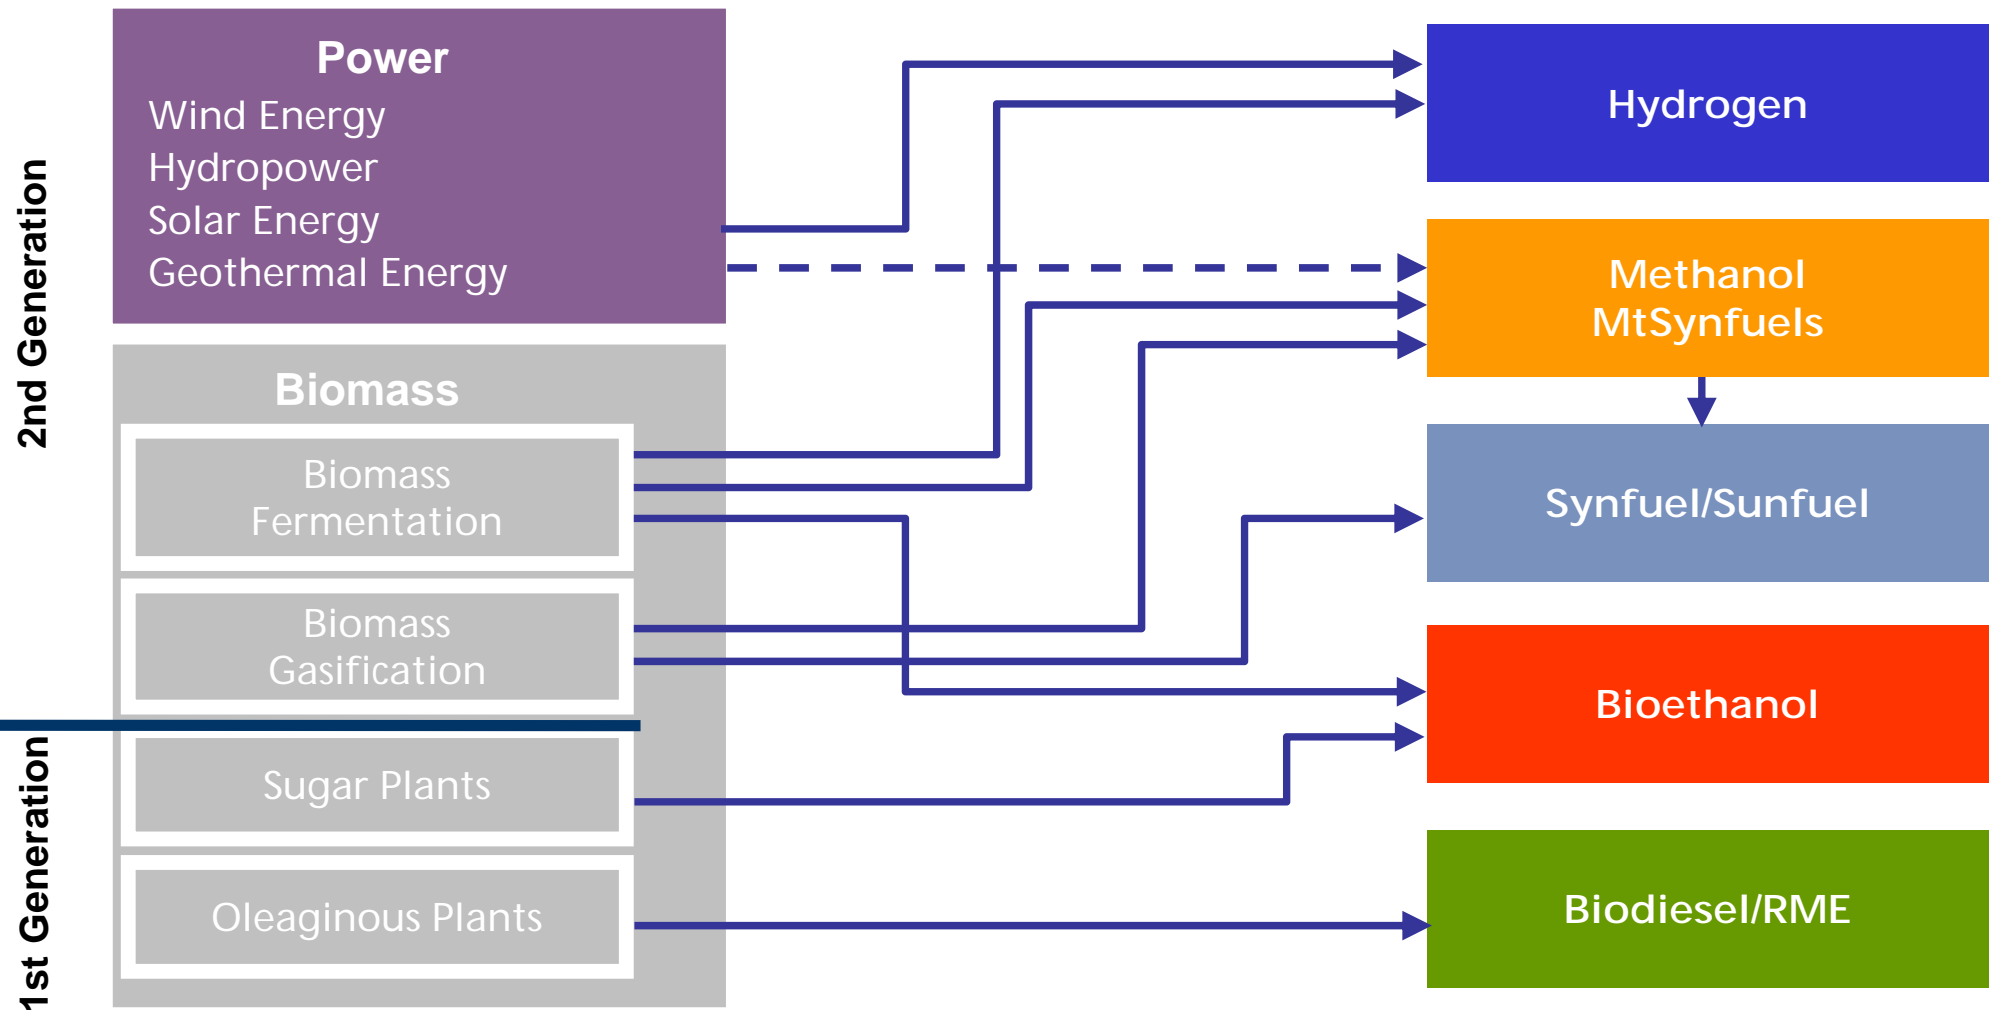 2nd Generation
Power
Wind Energy
Hydropower
Solar Energy
Geothermal Energy
Biomass
Biomass
Fermentation
Biomass
Gasification
1st Generation
Sugar Plants
Oleaginous Plants
Hydrogen
Methanol
MtSynfuels
Synfuel/Sunfuel
Bioethanol
Biodiesel/RME